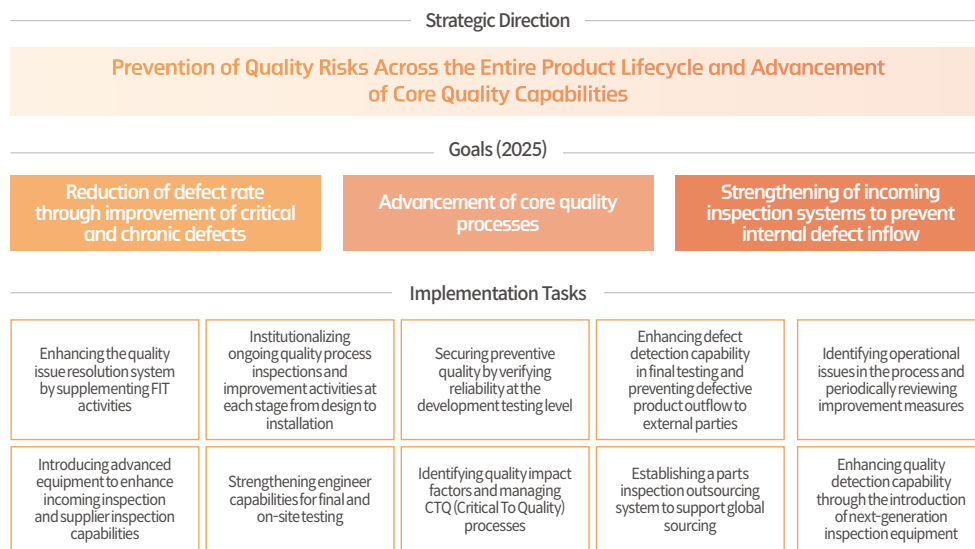 Strategic Direction
Prevention of Quality Risks Across the Entire Product Lifecycle and Advancement
of Core Quality Capabilities
Goals (2025)
Reduction of defect rate
through improvement of critical
and chronic defects
Advancement of core quality
processes
Strengthening of incoming
inspection systems to prevent
internal defect inflow
Implementation Tasks
Enhancing the quality
issue resolution system
by supplementing FIT
activities
Institutionalizing
ongoing quality process
inspections and
improvement activities at
each stage from design to
installation
Securing preventive
quality by verifying
reliability at the
development testing level
Enhancing defect
detection capability
in final testing and
preventing defective
product outflow to
external parties
Identifying operational
issues in the process and
periodically reviewing
improvement measures
Introducing advanced
equipment to enhance
incoming inspection
and supplier inspection
capabilities
Strengthening engineer
capabilities for final and
on-site testing
Identifying quality impact
factors and managing
CTQ (Critical To Quality)
processes
Establishing a parts
inspection outsourcing
system to support global
sourcing
Enhancing quality
detection capability
through the introduction
of next-generation
inspection equipment